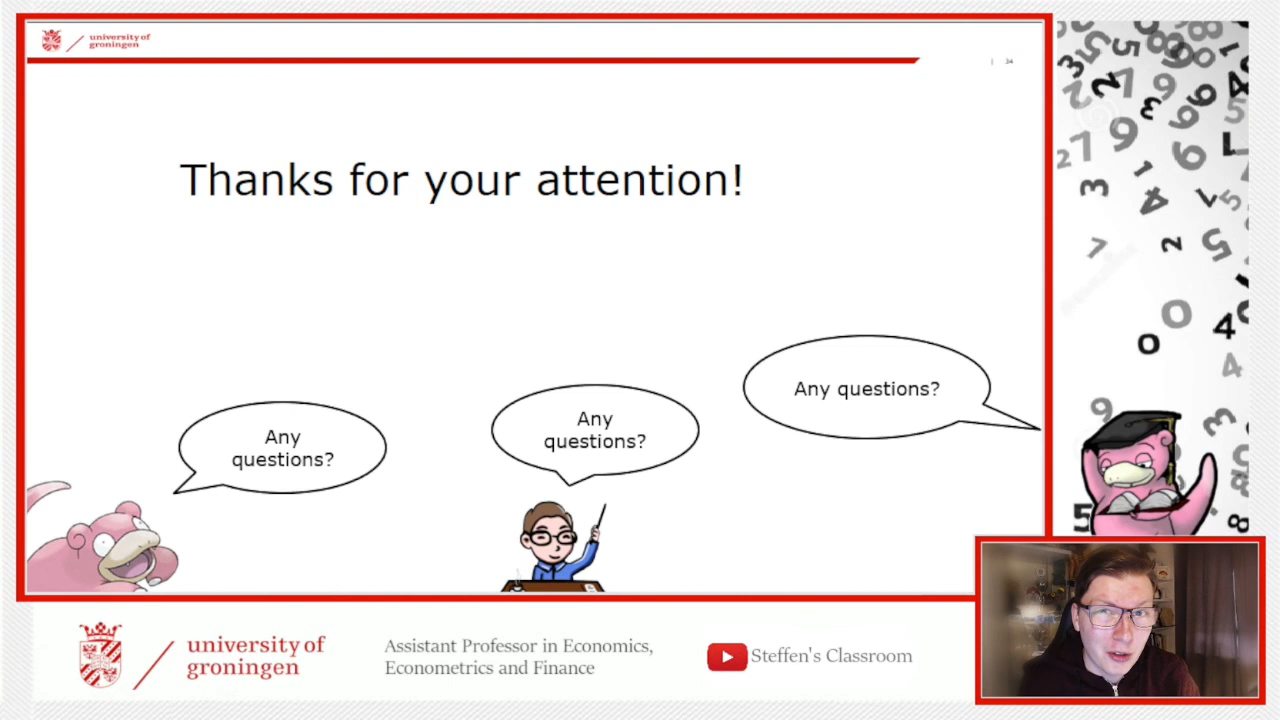 university of
groningen
| 34
Thanks for your attention!
Any questions?
Any
questions?
Any
questions?
university of
groningen
Assistant Professor in Economics,
Econometrics and Finance
Steffen's Classroom